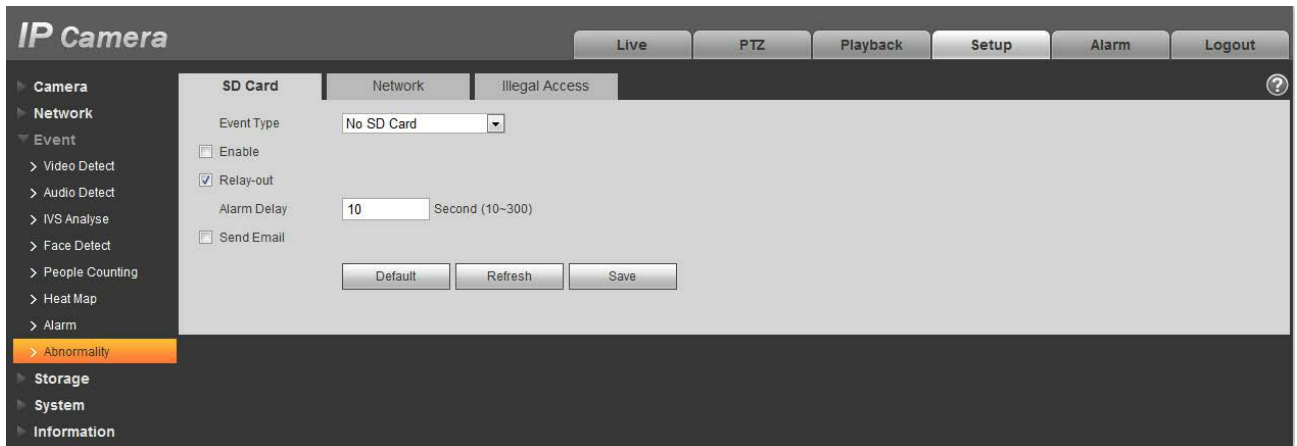 IP Camera
Live PTZ Playback Setup Alarm Logout
Camera
Network
Event
Video Detect
Audio Detect
IVS Analyse
Face Detect
People Counting
Heat Map
Alarm
Abnormality
Storage
System
Information
SD Card Network Illegal Access ?
Event Type No SD Card
Enable
Relay-out
Alarm Delay 10 Second (10~300)
Send Email
Default Refresh Save